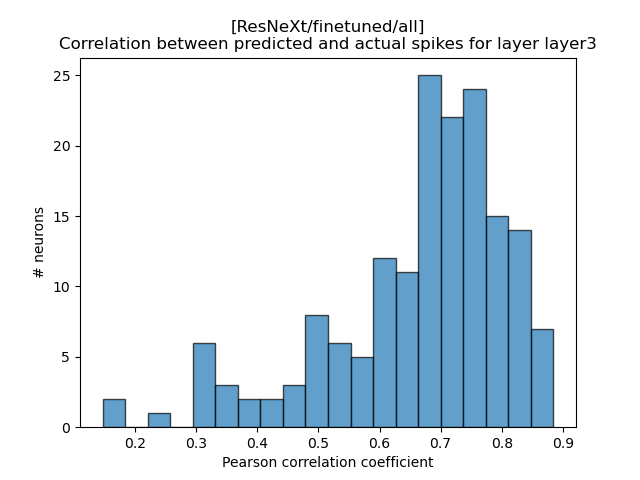 [ResNeXt/finetuned/all]
Correlation between predicted and actual spikes for layer layer3
25
20
15
10
5
0
# neurons
0.2 0.3 0.4 0.5 0.6 0.7 0.8 0.9
Pearson correlation coefficient